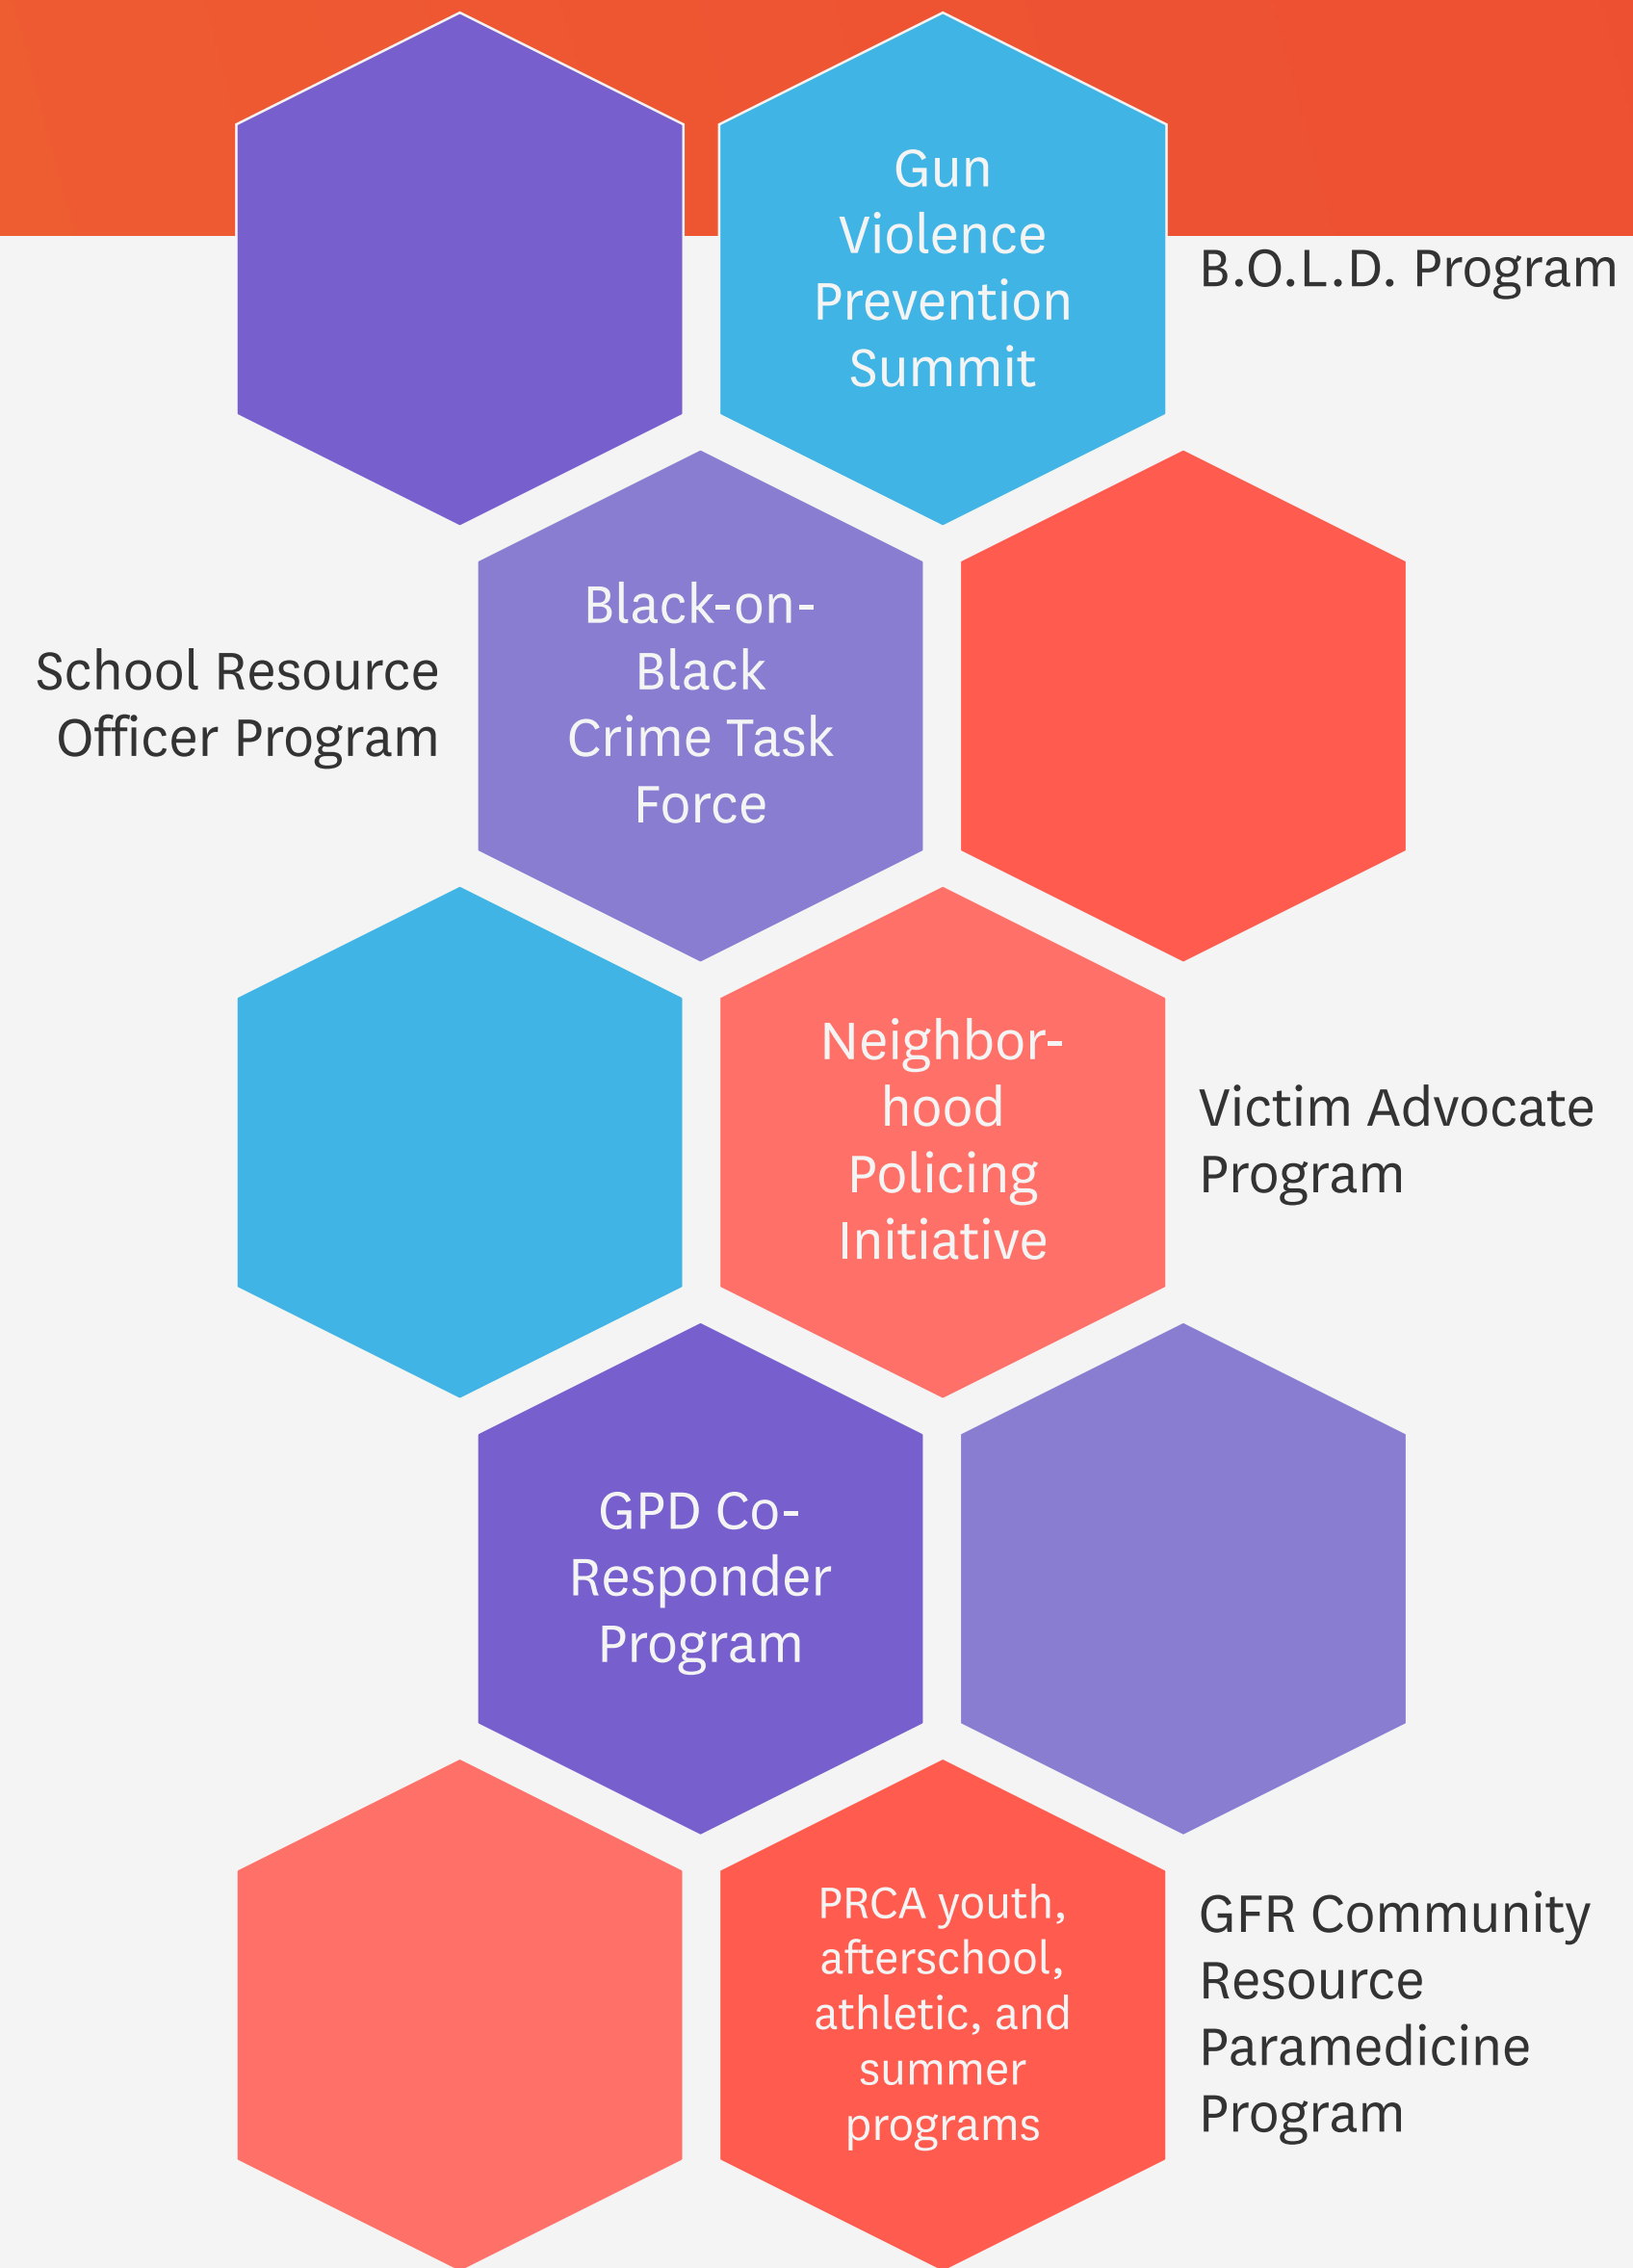 Gun
Violence
Prevention
Summit
B.O.L.D. Program
School Resource
Officer Program
Black-on-
Black
Crime Task
Force
Neighbor-
hood
Policing
Initiative
Victim Advocate
Program
GPD Co-
Responder
Program
PRCA youth,
afterschool,
athletic, and
summer
programs
GFR Community
Resource
Paramedicine
Program